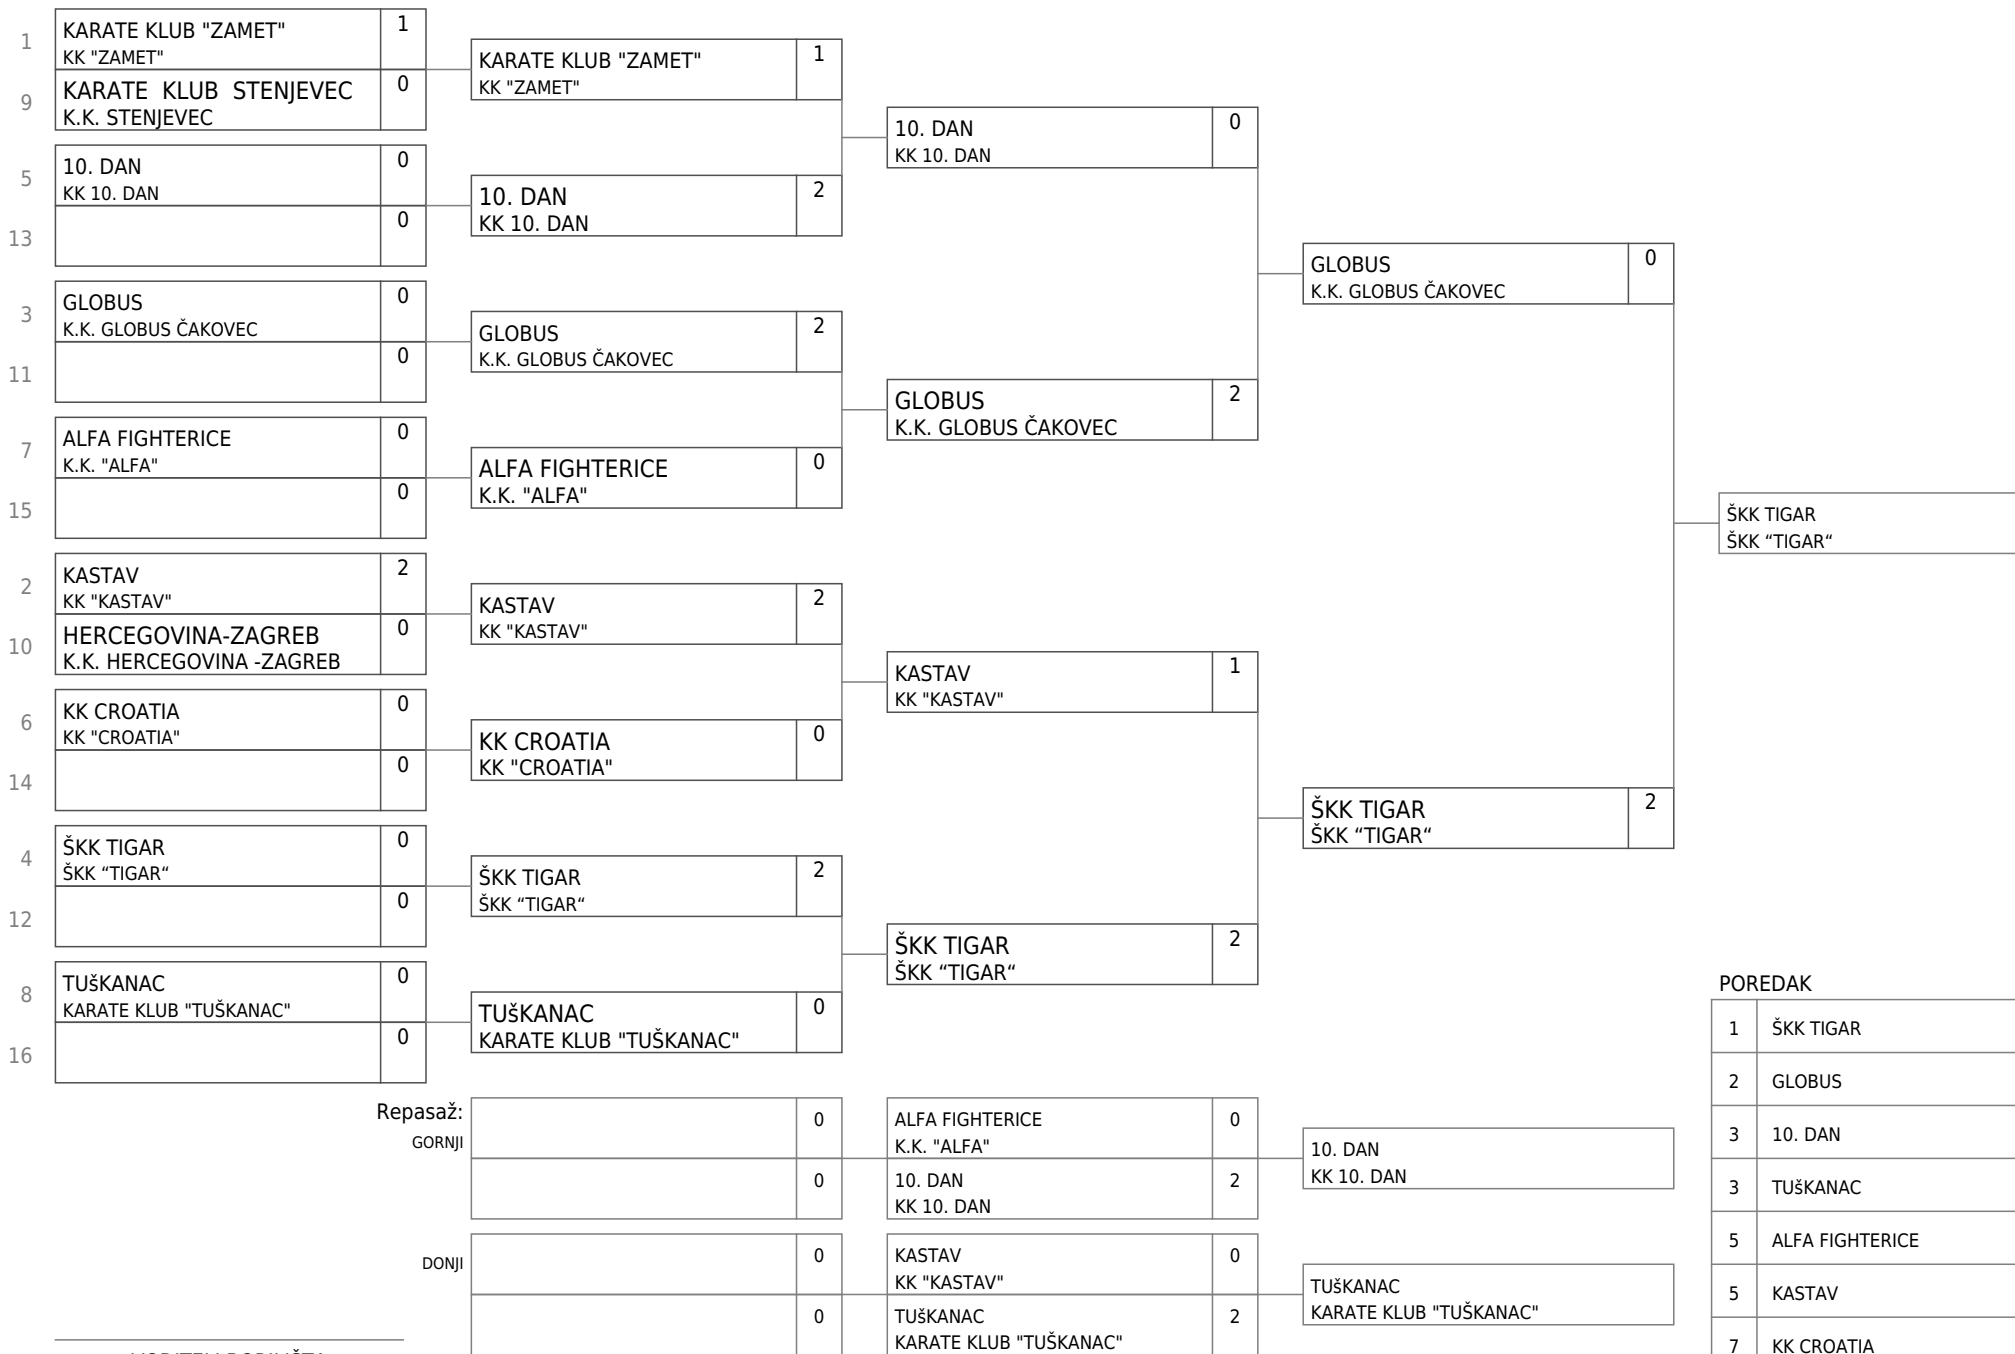 1
KARATE KLUB "ZAMET"
KK "ZAMET"
1
9
KARATE KLUB STENJEVEC
K.K. STENJEVEC
0
5
10. DAN
KK 10. DAN
0
13
0
3
GLOBUS
K.K. GLOBUS ČAKOVEC
0
11
0
7
ALFA FIGHTERICE
K.K. "ALFA"
0
15
0
2
KASTAV
KK "KASTAV"
2
10
HERCEGOVINA-ZAGREB
K.K. HERCEGOVINA -ZAGREB
0
6
KK CROATIA
KK "CROATIA"
0
14
0
4
ŠKK TIGAR
ŠKK “TIGAR“
0
12
0
8
TUšKANAC
KARATE KLUB "TUŠKANAC"
0
16
0
KARATE KLUB "ZAMET"
KK "ZAMET"
1
10. DAN
KK 10. DAN
2
GLOBUS
K.K. GLOBUS ČAKOVEC
2
ALFA FIGHTERICE
K.K. "ALFA"
0
KASTAV
KK "KASTAV"
2
KK CROATIA
KK "CROATIA"
0
ŠKK TIGAR
ŠKK “TIGAR“
2
TUšKANAC
KARATE KLUB "TUŠKANAC"
0
10. DAN
KK 10. DAN
0
GLOBUS
K.K. GLOBUS ČAKOVEC
2
KASTAV
KK "KASTAV"
1
ŠKK TIGAR
ŠKK “TIGAR“
2
GLOBUS
K.K. GLOBUS ČAKOVEC
0
ŠKK TIGAR
ŠKK “TIGAR“
2
ŠKK TIGAR
ŠKK “TIGAR“
Repasaž:
GORNJI
0
0
ALFA FIGHTERICE
K.K. "ALFA"
0
10. DAN
KK 10. DAN
2
10. DAN
KK 10. DAN
DONJI
0
0
KASTAV
KK "KASTAV"
0
TUšKANAC
KARATE KLUB "TUŠKANAC"
2
TUšKANAC
KARATE KLUB "TUŠKANAC"
POREDAK
1 ŠKK TIGAR
2 GLOBUS
3 10. DAN
3 TUšKANAC
5 ALFA FIGHTERICE
5 KASTAV
7 KK CROATIA